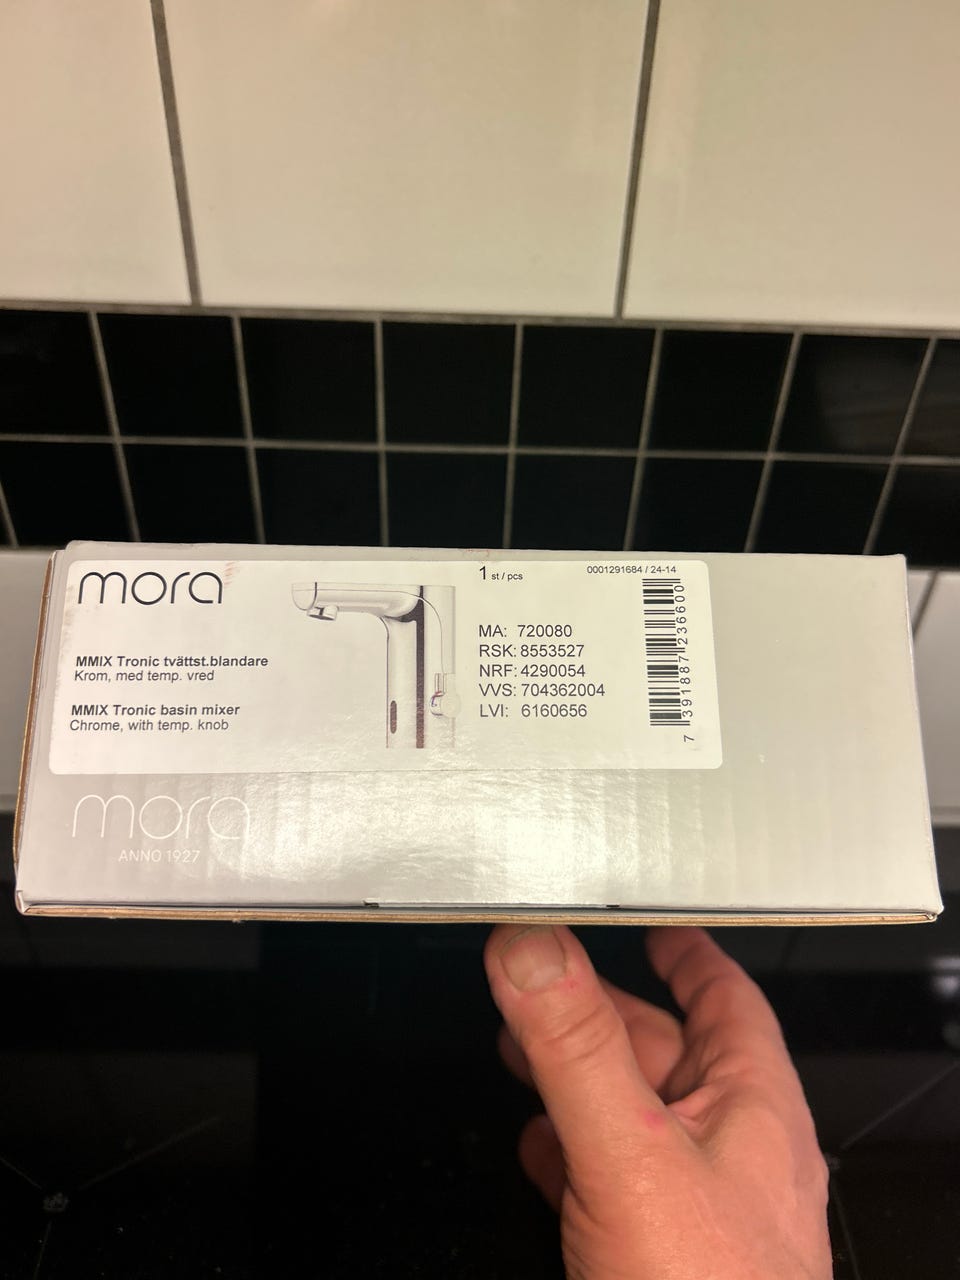 mora
MMIX Tronic tvättst.blandare
Krom, med temp. vred
MMIX Tronic basin mixer
Chrome, with temp. knob
1 st / pcs
0001291684 / 24-14
MA: 720080
RSK: 8553527
NRF: 4290054
VVS: 704362004
LVI: 6160656
7 391887 236600
mora
ANNO 1927